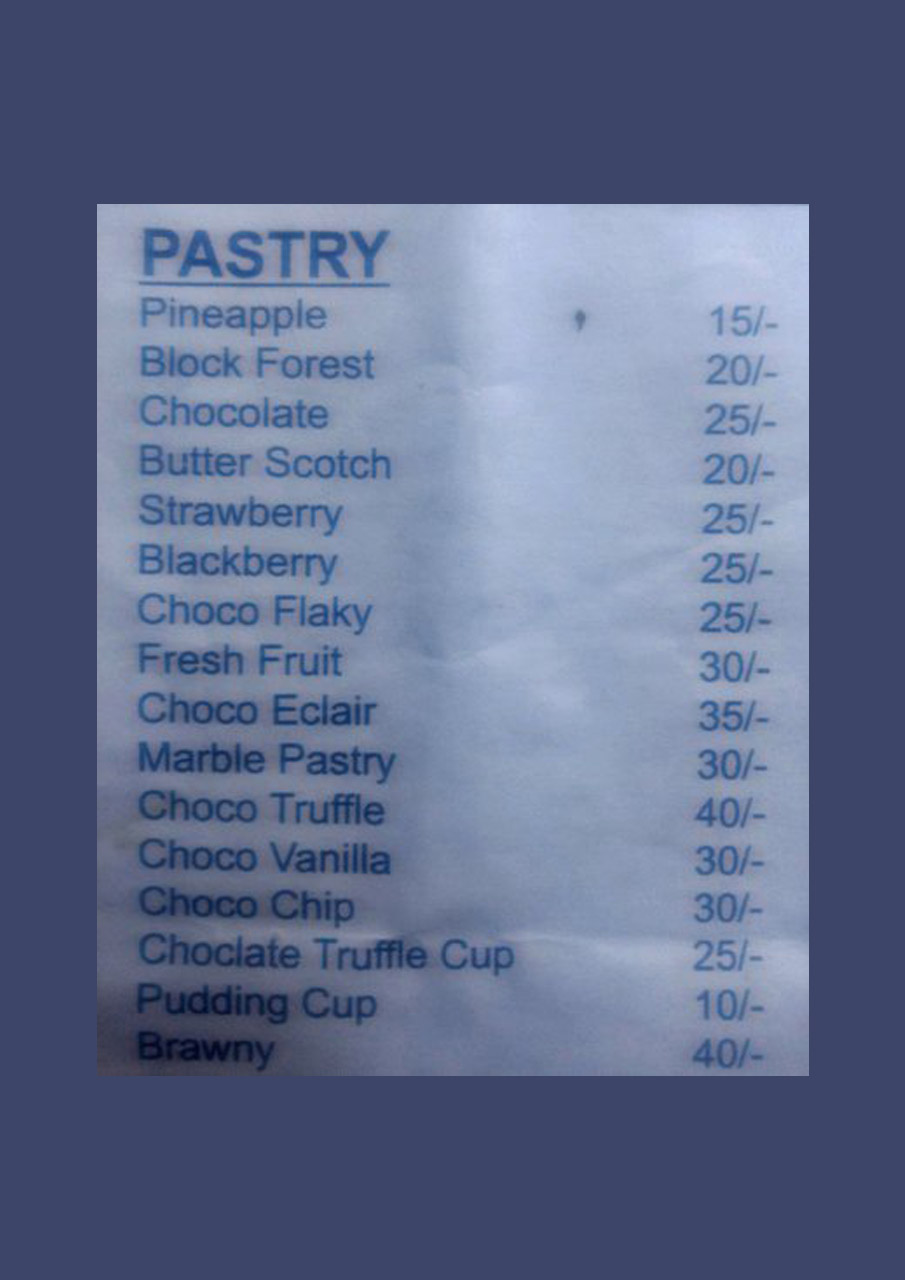 PASTRY
Pineapple 15/-
Block Forest 20/-
Chocolate 25/-
Butter Scotch 20/-
Strawberry 25/-
Blackberry 25/-
Choco Flaky 25/-
Fresh Fruit 30/-
Choco Eclair 35/-
Marble Pastry 30/-
Choco Truffle 40/-
Choco Vanilla 30/-
Choco Chip 30/-
Choclate Truffle Cup 25/-
Pudding Cup 10/-
Brawny 40/-